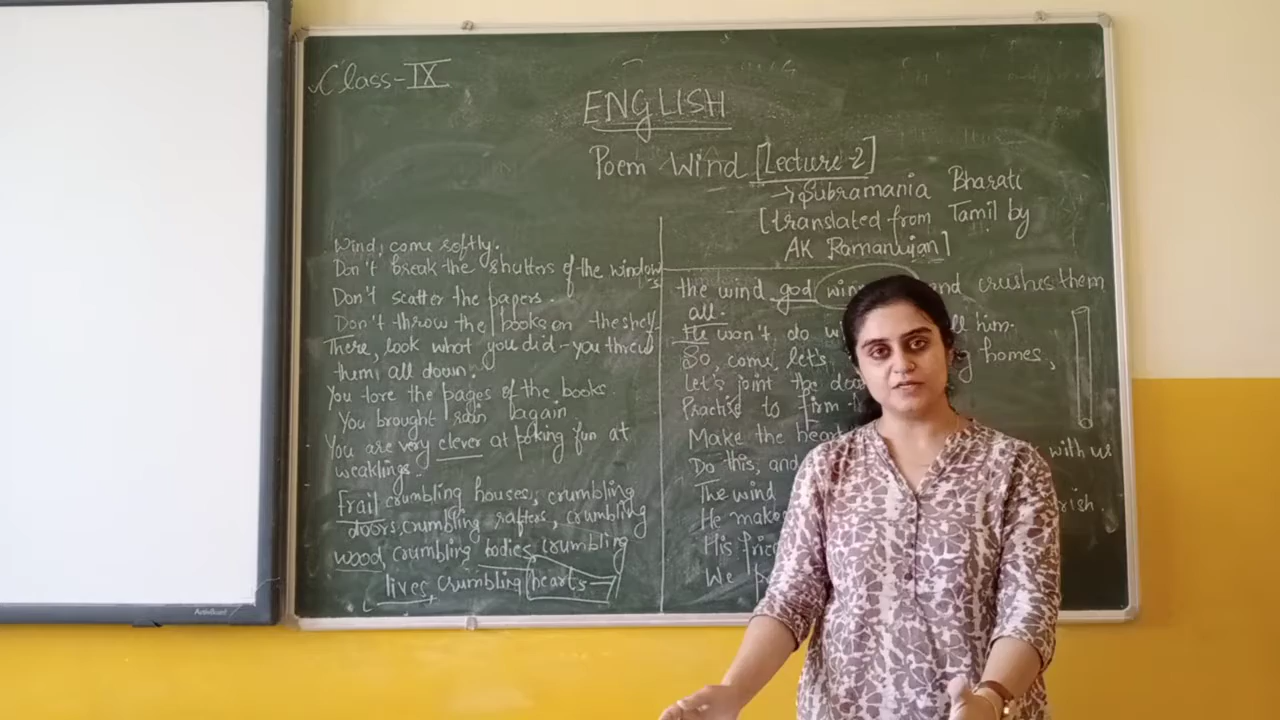 Class-IX
ENGLISH
Poem Wind [Lecture-2]
→ Subramania Bharati
[translated from Tamil by
AK Ramanujan]
Wind, come softly.
Don't break the shutters of the windows
Don't scatter the papers.
Don't throw the books on the shelf.
There, look what you did - you threw
them all down.
You tore the pages of the books.
You brought rain again
You are very clever at poking fun at
weaklings.
Frail crumbling houses, crumbling
doors, crumbling rafters, crumbling
wood crumbling bodies crumbling
lives, crumbling hearts
the wind god and crushes them
all.
He won't do him.
So, come, let's homes,
Let's joint the
Practise to firm
Make the heart
Do this, and with us
The wind
He makes
His
We
ActivBoard